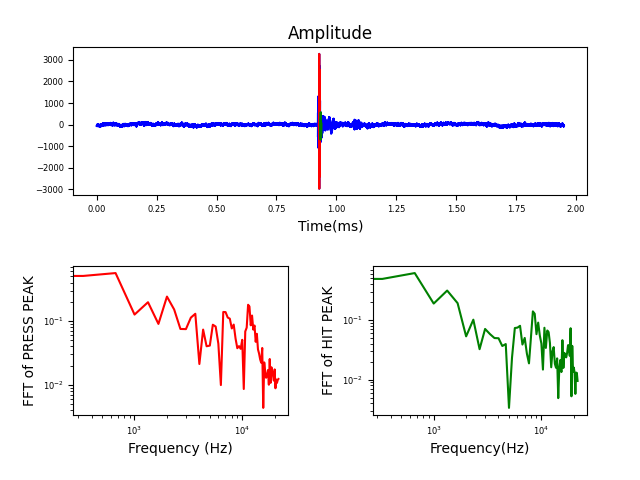 Amplitude
3000
2000
1000
0
−1000
−2000
−3000
0.00 0.25 0.50 0.75 1.00 1.25 1.50 1.75 2.00
Time(ms)
FFT of PRESS PEAK
10⁻¹
10⁻²
10³ 10⁴
Frequency (Hz)
FFT of HIT PEAK
10⁻¹
10⁻²
10³ 10⁴
Frequency(Hz)